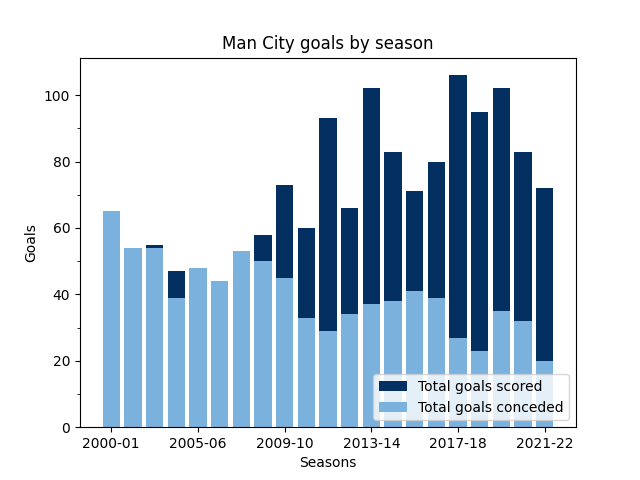 Man City goals by season
Goals
100
80
60
40
20
0
Total goals scored
Total goals conceded
2000-01 2005-06 2009-10 2013-14 2017-18 2021-22
Seasons